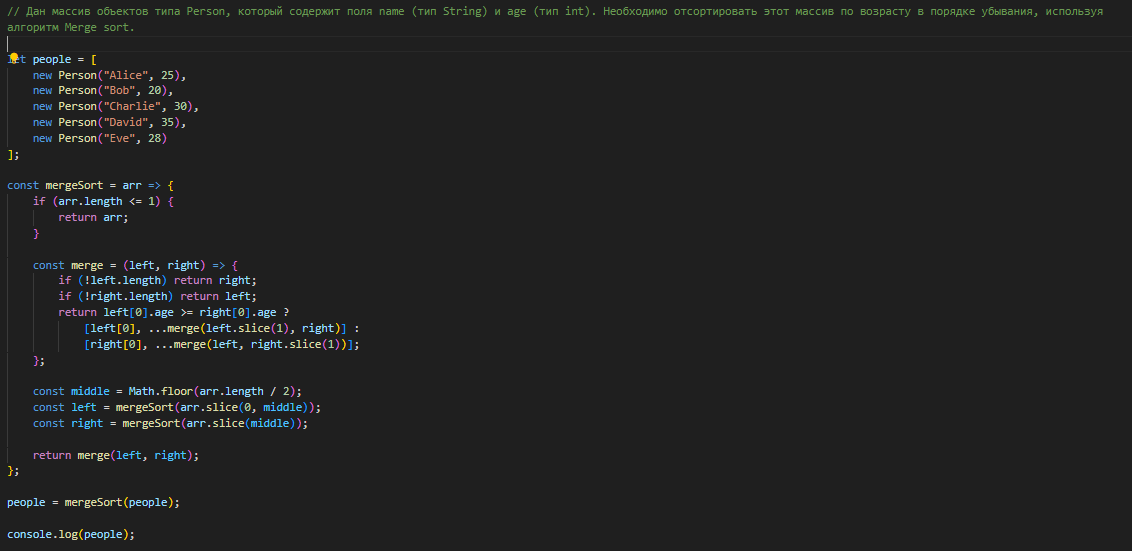 // Дан массив объектов типа Person, который содержит поля name (тип String) и age (тип int). Необходимо отсортировать этот массив по возрасту в порядке убывания, используя
алгоритм Merge sort.
let people = [
    new Person("Alice", 25),
    new Person("Bob", 20),
    new Person("Charlie", 30),
    new Person("David", 35),
    new Person("Eve", 28)
];
const mergeSort = arr => {
    if (arr.length <= 1) {
        return arr;
    }
    const merge = (left, right) => {
        if (!left.length) return right;
        if (!right.length) return left;
        return left[0].age >= right[0].age ?
            [left[0], ...merge(left.slice(1), right)] :
            [right[0], ...merge(left, right.slice(1))];
    };
    const middle = Math.floor(arr.length / 2);
    const left = mergeSort(arr.slice(0, middle));
    const right = mergeSort(arr.slice(middle));
    return merge(left, right);
};
people = mergeSort(people);
console.log(people);